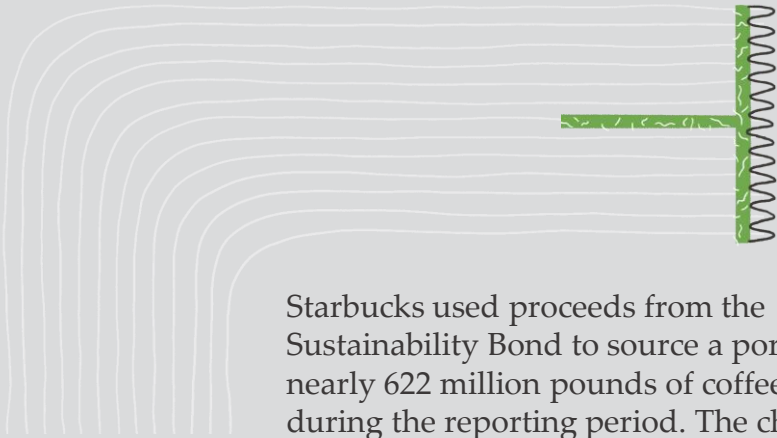 Starbucks used proceeds from the
Sustainability Bond to source a
nearly 622 million pounds of coffee
during the reporting period. The